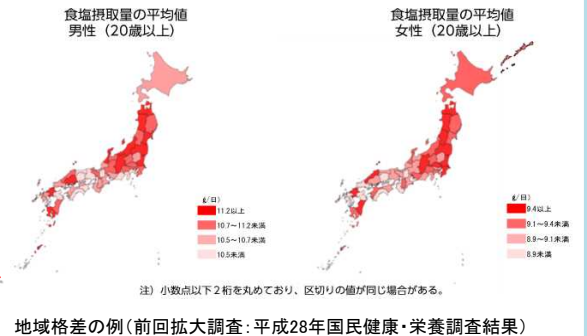 食塩摂取量の平均値
男性（20歳以上）
食塩摂取量の平均値
女性（20歳以上）
g/日)
11.2以上
10.7～11.2未満
10.5～10.7未満
10.5未満
g/日)
9.4以上
9.1～9.4未満
8.9～9.1未満
8.9未満
注）小数点以下２桁を丸めており、区切りの値が同じ場合がある。
地域格差の例（前回拡大調査：平成28年国民健康・栄養調査結果）